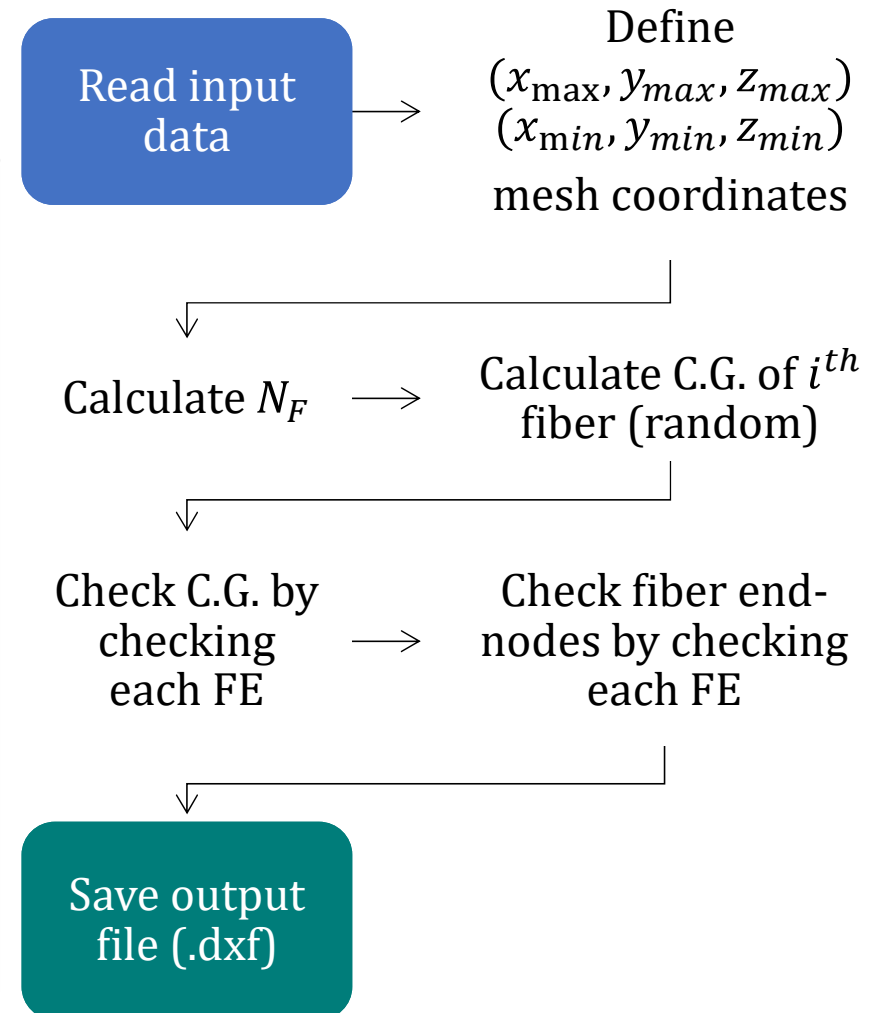 Read input
data
Define
(x_max, y_max, z_max)
(x_min, y_min, z_min)
mesh coordinates
Calculate N_F
Calculate C.G. of i^th
fiber (random)
Check C.G. by
checking
each FE
Check fiber end-
nodes by checking
each FE
Save output
file (.dxf)